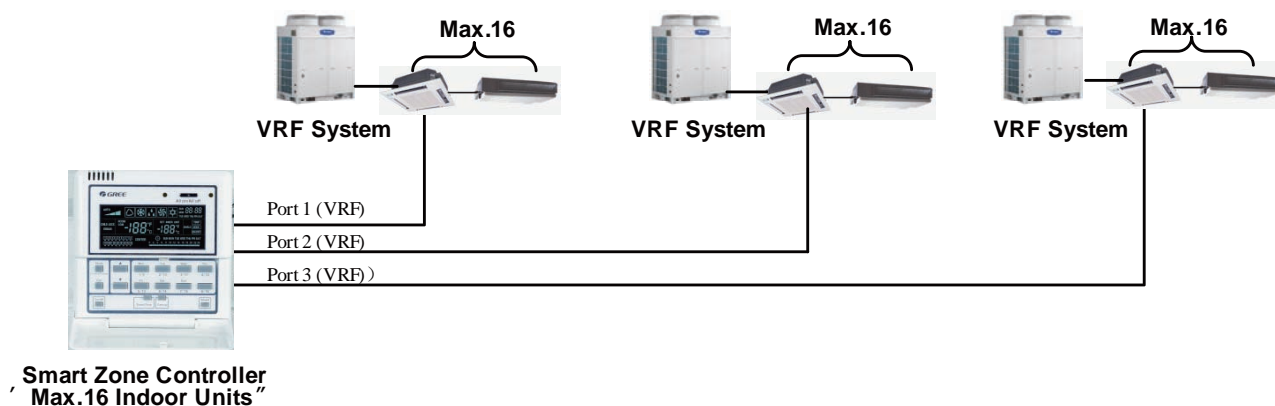 Max.16
Max.16
Max.16
VRF System
VRF System
VRF System
GREE
Port 1 (VRF)
Port 2 (VRF)
Port 3 (VRF)）
Smart Zone Controller
′ Max.16 Indoor Units″